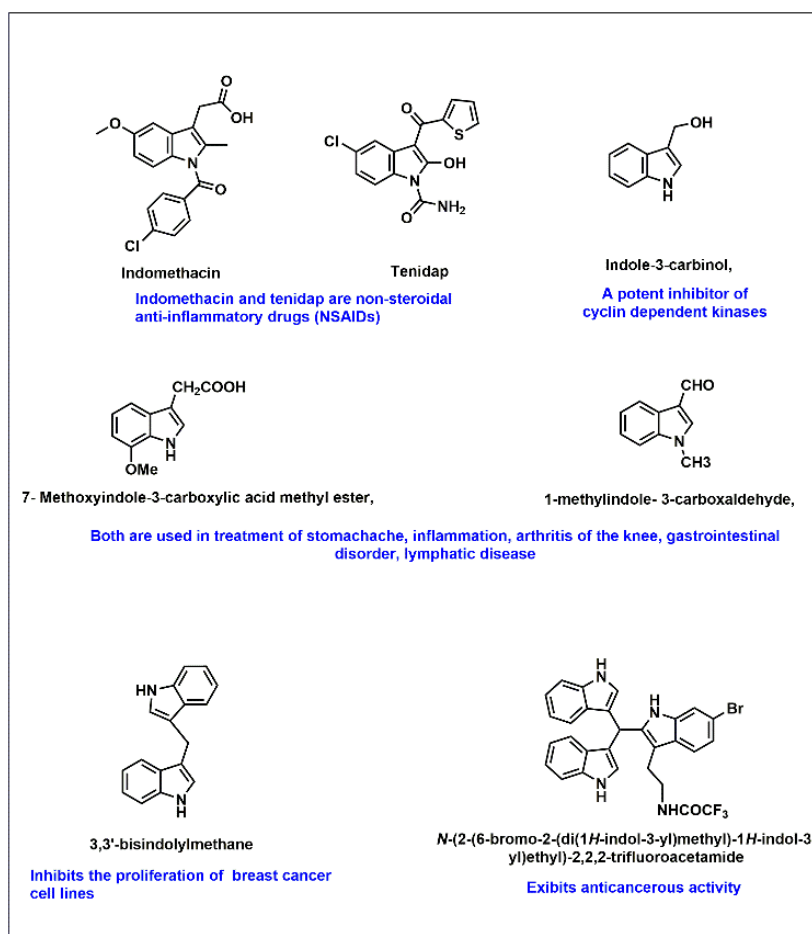 O
OH
O
N
O
Cl
Indomethacin
O
S
Cl
OH
N
O
NH2
Tenidap
Indomethacin and tenidap are non-steroidal
anti-inflammatory drugs (NSAIDs)
OH
N
H
Indole-3-carbinol,
A potent inhibitor of
cyclin dependent kinases
CH2COOH
N
H
OMe
7- Methoxyindole-3-carboxylic acid methyl ester,
CHO
N
CH3
1-methylindole- 3-carboxaldehyde,
Both are used in treatment of stomachache, inflammation, arthritis of the knee, gastrointestinal
disorder, lymphatic disease
HN
N
H
3,3'-bisindolylmethane
Inhibits the proliferation of breast cancer
cell lines
H
N
H
N
Br
N
H
NHCOCF3
N-(2-(6-bromo-2-(di(1H-indol-3-yl)methyl)-1H-indol-3
yl)ethyl)-2,2,2-trifluoroacetamide
Exibits anticancerous activity